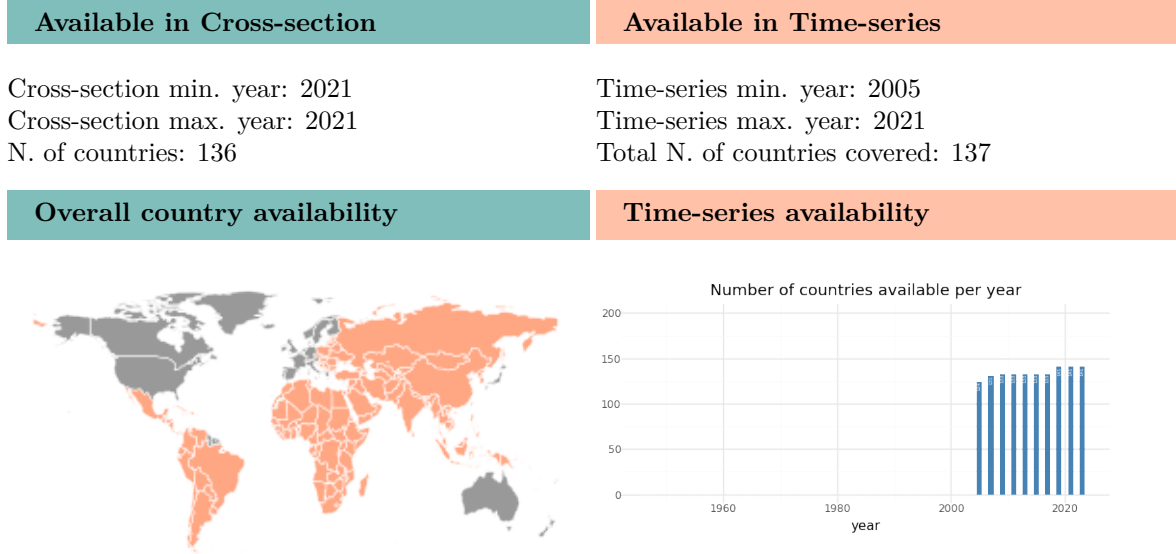 Available in Cross-section
Available in Time-series
Cross-section min. year: 2021
Cross-section max. year: 2021
N. of countries: 136
Time-series min. year: 2005
Time-series max. year: 2021
Total N. of countries covered: 137
Overall country availability
Time-series availability
Number of countries available per year
200
150
100
50
0
1960
1980
2000
2020
year